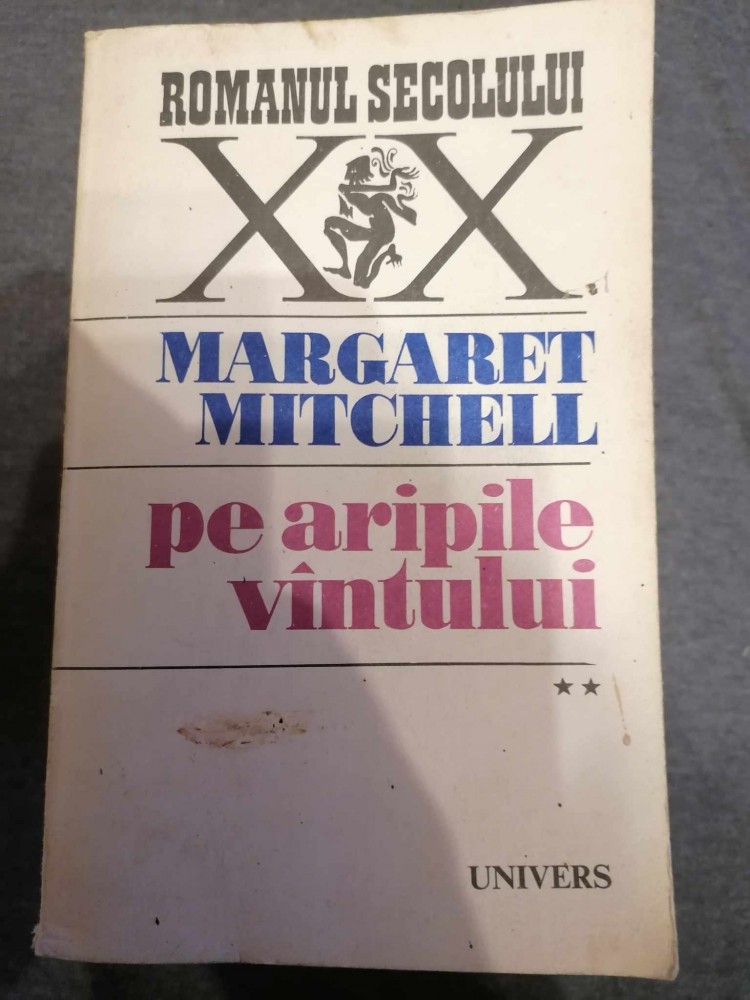 ROMANUL SECOLULUI
XX
MARGARET
MITCHELL
pe aripile
vîntului
★★
UNIVERS